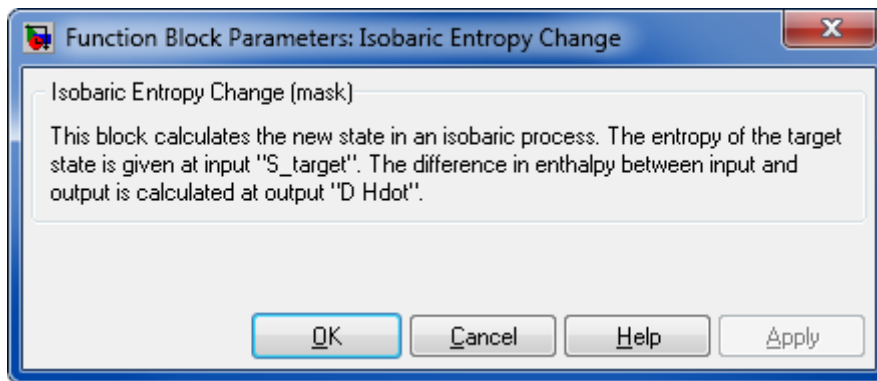 Function Block Parameters: Isobaric Entropy Change
Isobaric Entropy Change (mask)
This block calculates the new state in an isobaric process. The entropy of the target
state is given at input "S_target". The difference in enthalpy between input and
output is calculated at output "D Hdot".
OK Cancel Help Apply